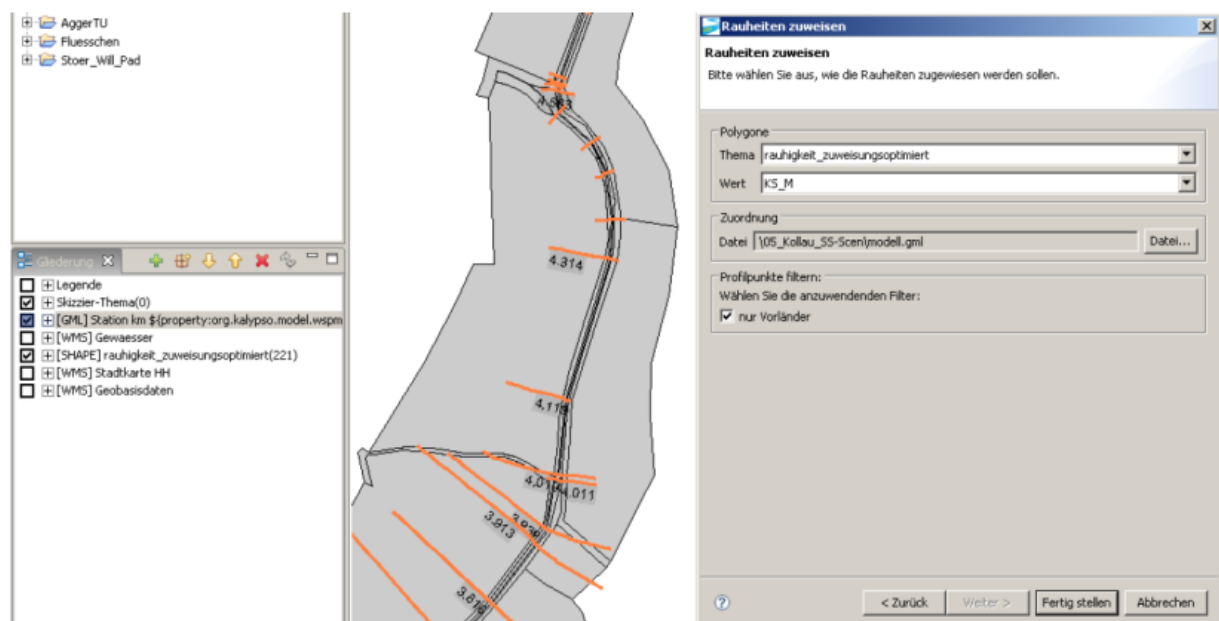 AggerTU
Fluesschen
Stoer_Will_Pad
Gliederung
Legende
Skizzier-Thema(0)
[GML] Station km ${property:org.kalypso.model.wspm
[WMS] Gewaesser
[SHAPE] rauhigkeit_zuweisungsoptimiert(221)
[WMS] Stadtkarte HH
[WMS] Geobasisdaten
4.314
4.011
3.913
Rauheiten zuweisen
Rauheiten zuweisen
Bitte wählen Sie aus, wie die Rauheiten zugewiesen werden sollen.
Polygone
Thema rauhigkeit_zuweisungsoptimiert
Wert KS_M
Zuordnung
Datei \05_Kollau_SS-Scen\modell.gml Datei...
Profilpunkte filtern:
Wählen Sie die anzuwendenden Filter:
nur Vorländer
< Zurück Weiter > Fertig stellen Abbrechen